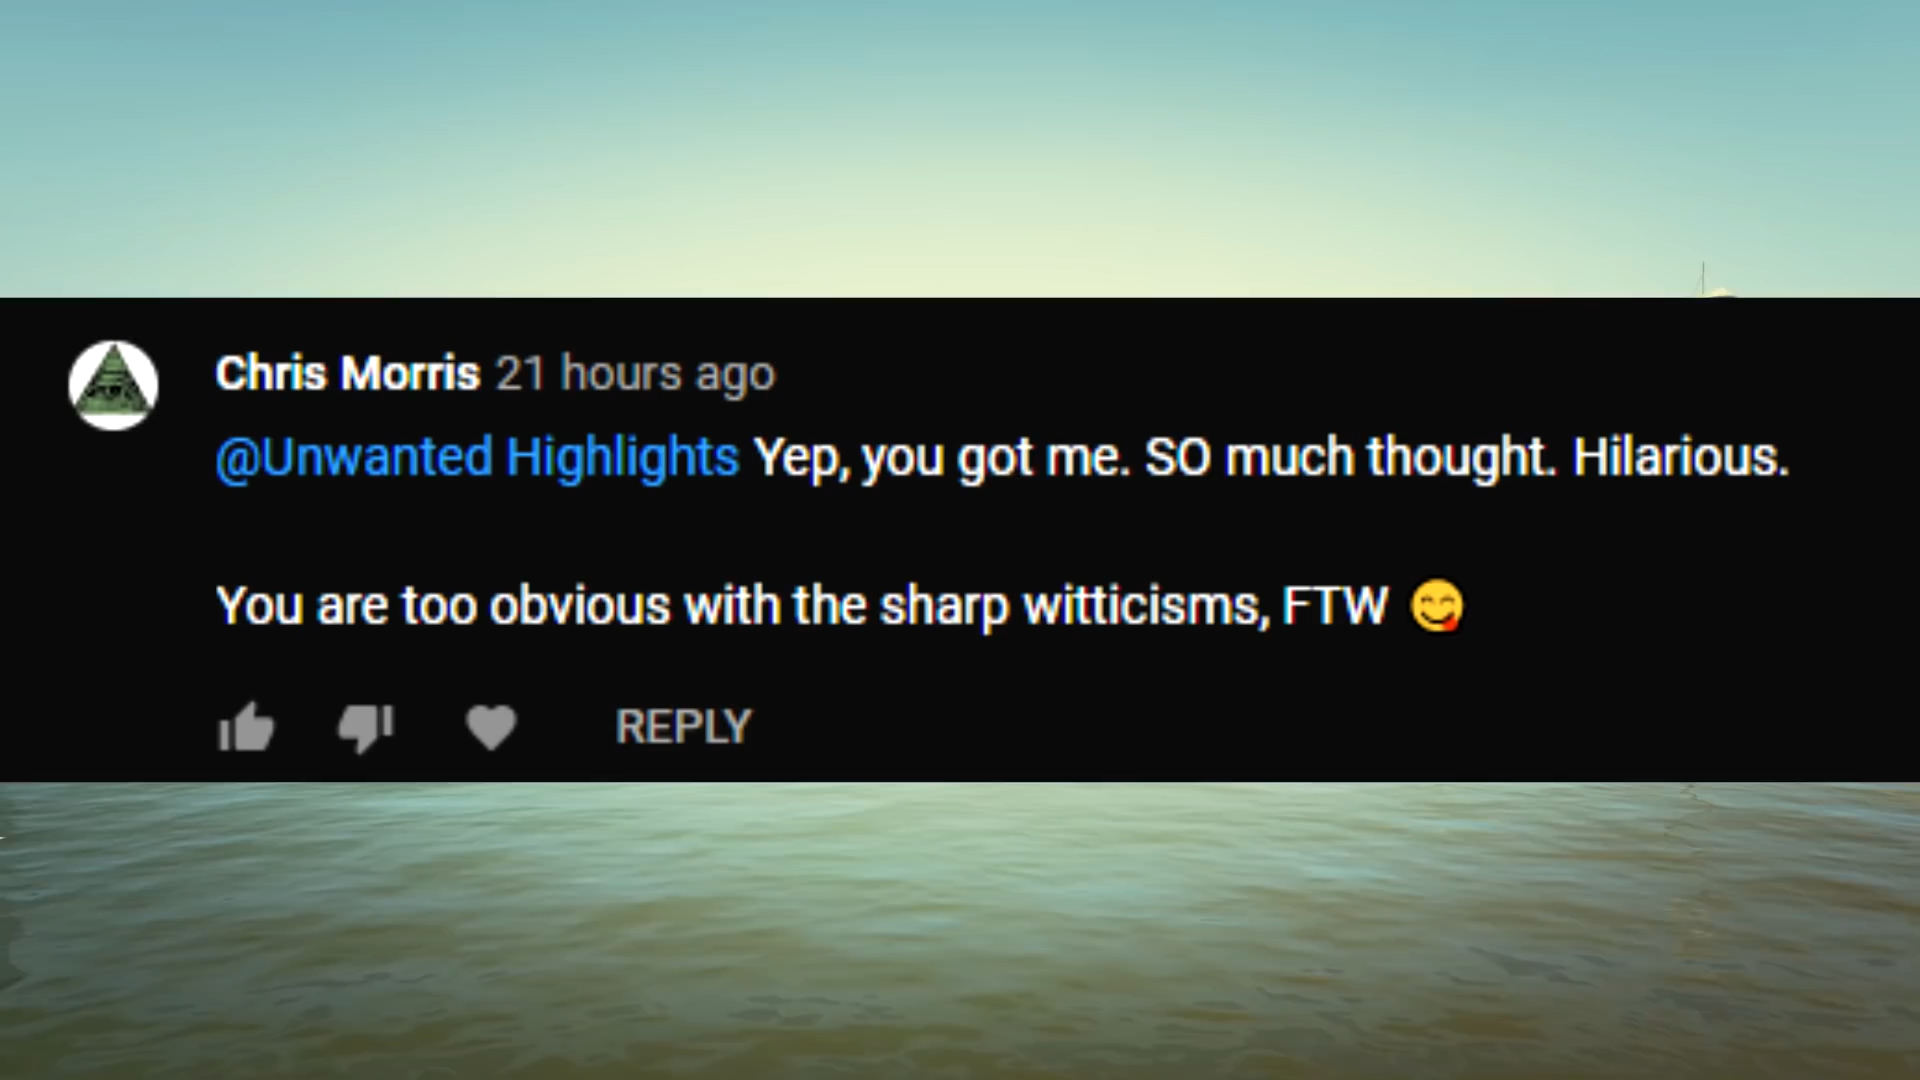 Chris Morris 21 hours ago
@Unwanted Highlights Yep, you got me. SO much thought. Hilarious.
You are too obvious with the sharp witticisms, FTW 😋
REPLY